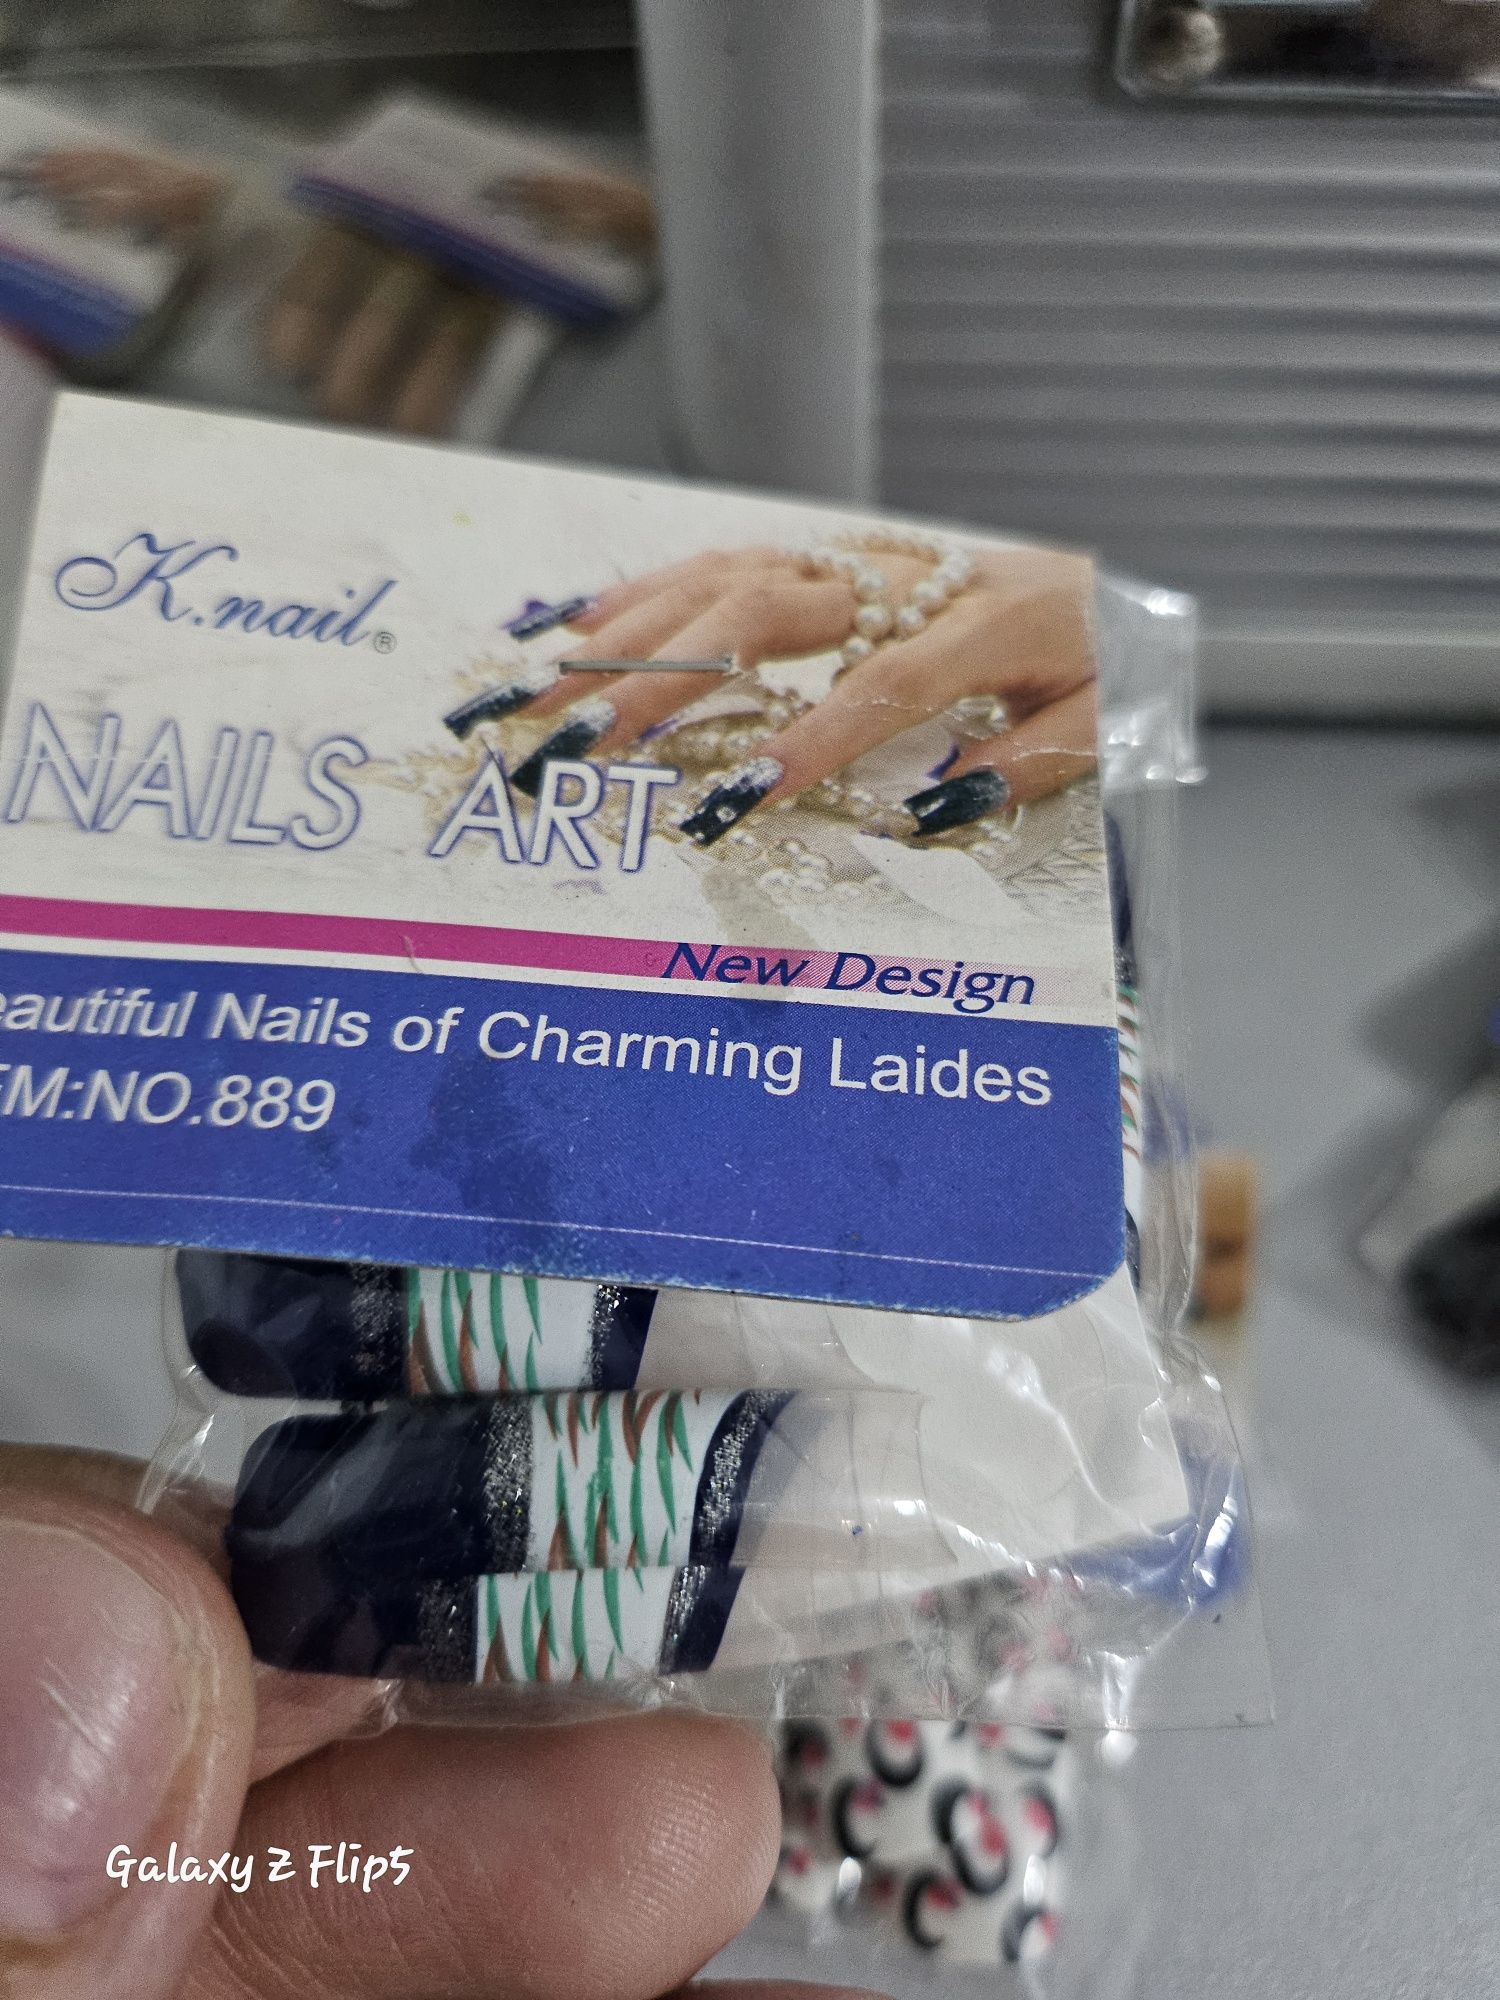 K.nail®
NAILS ART
New Design
eautiful Nails of Charming Laides
EM:NO.889
Galaxy Z Flip5